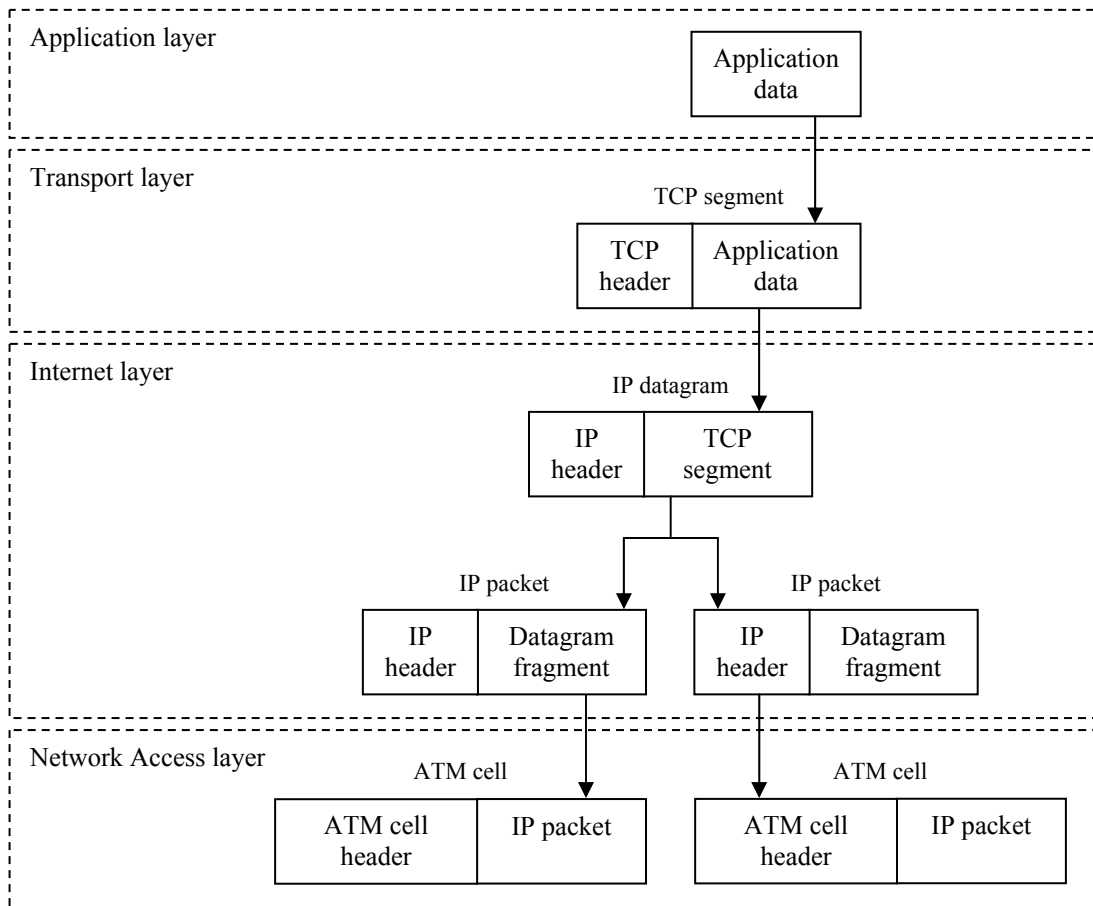 Application layer
Application
data
Transport layer
TCP segment
TCP
header
Application
data
Internet layer
IP datagram
IP
header
TCP
segment
IP packet
IP packet
IP
header
Datagram
fragment
IP
header
Datagram
fragment
Network Access layer
ATM cell
ATM cell
ATM cell
header
IP packet
ATM cell
header
IP packet